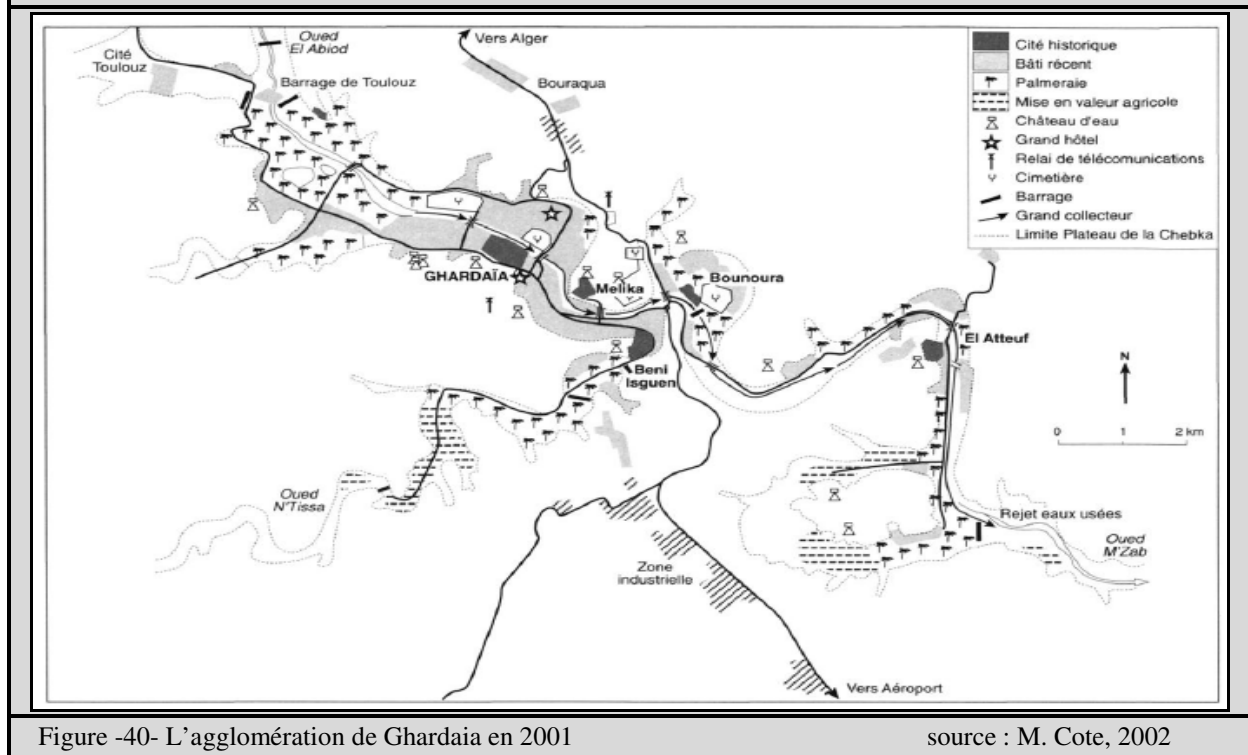 Oued
El Abiod
Cité
Toulouz
Barrage de Toulouz
Vers Alger
Bouraqua
Cité historique
Bâti récent
Palmeraie
Mise en valeur agricole
Château d'eau
Grand hôtel
Relai de télécomunications
Cimetière
Barrage
Grand collecteur
Limite Plateau de la Chebka
GHARDAÏA
Melika
Bounoura
Beni
Isguen
El Atteuf
N
0 1 2 km
Oued
N'Tissa
Rejet eaux usées
Oued
M'Zab
Zone
industrielle
Vers Aéroport
Figure -40- L'agglomération de Ghardaia en 2001 source : M. Cote, 2002